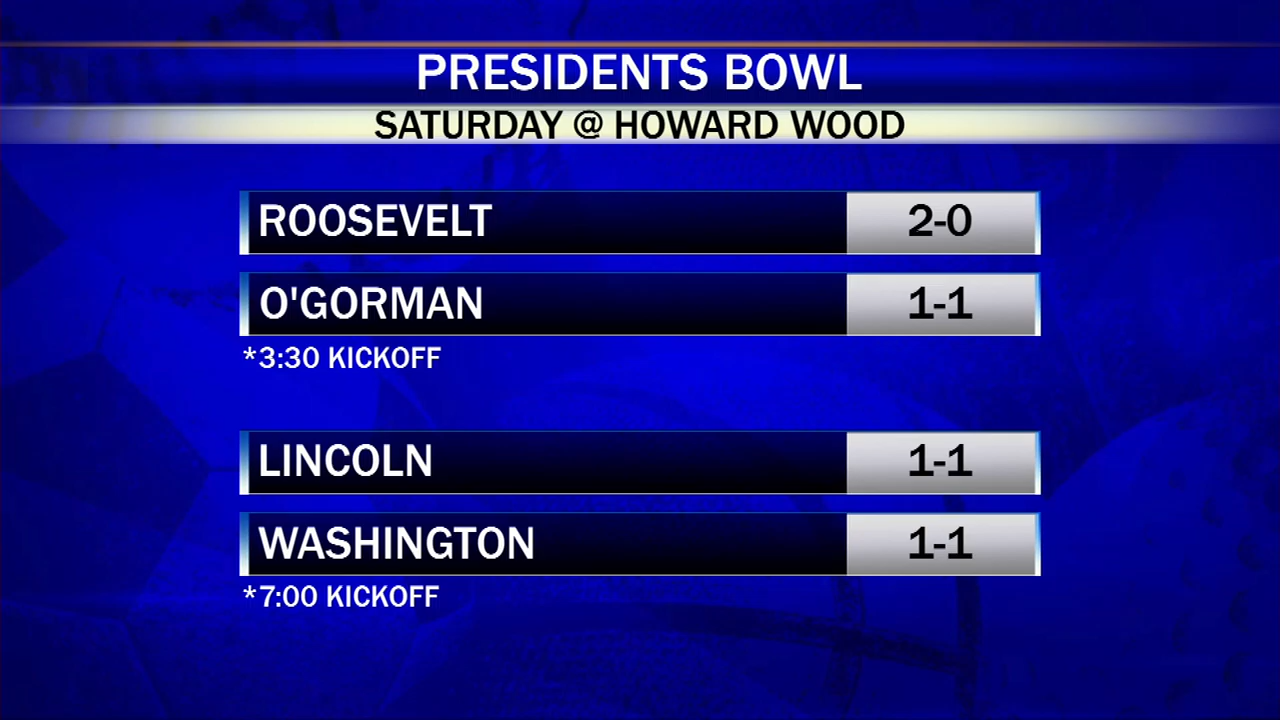 PRESIDENTS BOWL
SATURDAY @ HOWARD WOOD
ROOSEVELT 2-0
O'GORMAN 1-1
*3:30 KICKOFF
LINCOLN 1-1
WASHINGTON 1-1
*7:00 KICKOFF